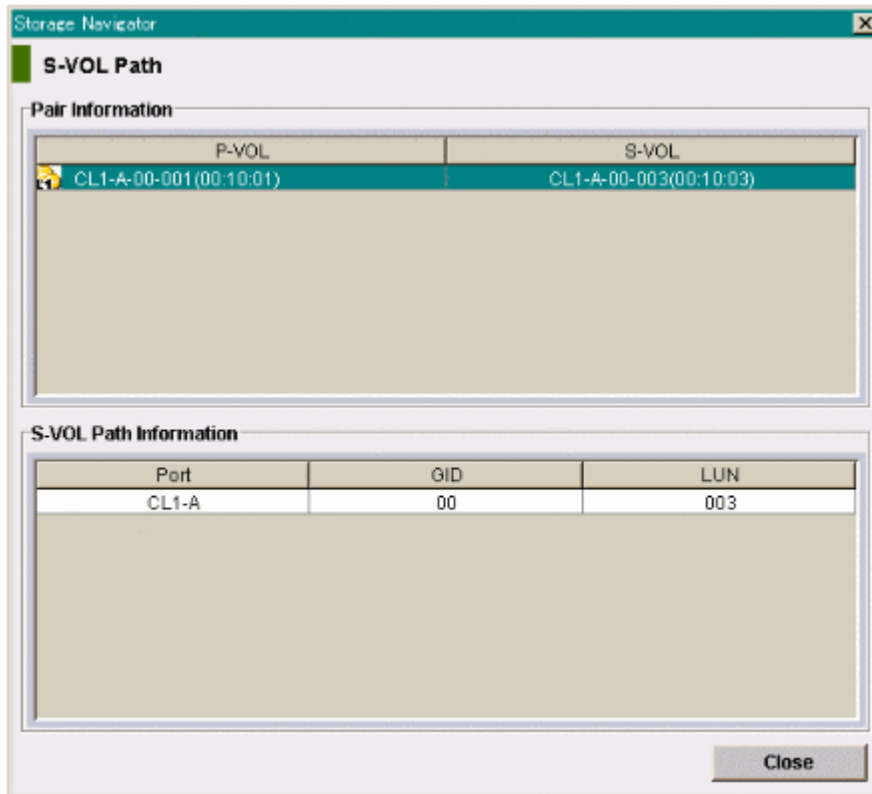 Storage Navigator
S-VOL Path
Pair Information
P-VOL S-VOL
CL1-A-00-001(00:10:01) CL1-A-00-003(00:10:03)
S-VOL Path Information
Port GID LUN
CL1-A 00 003
Close